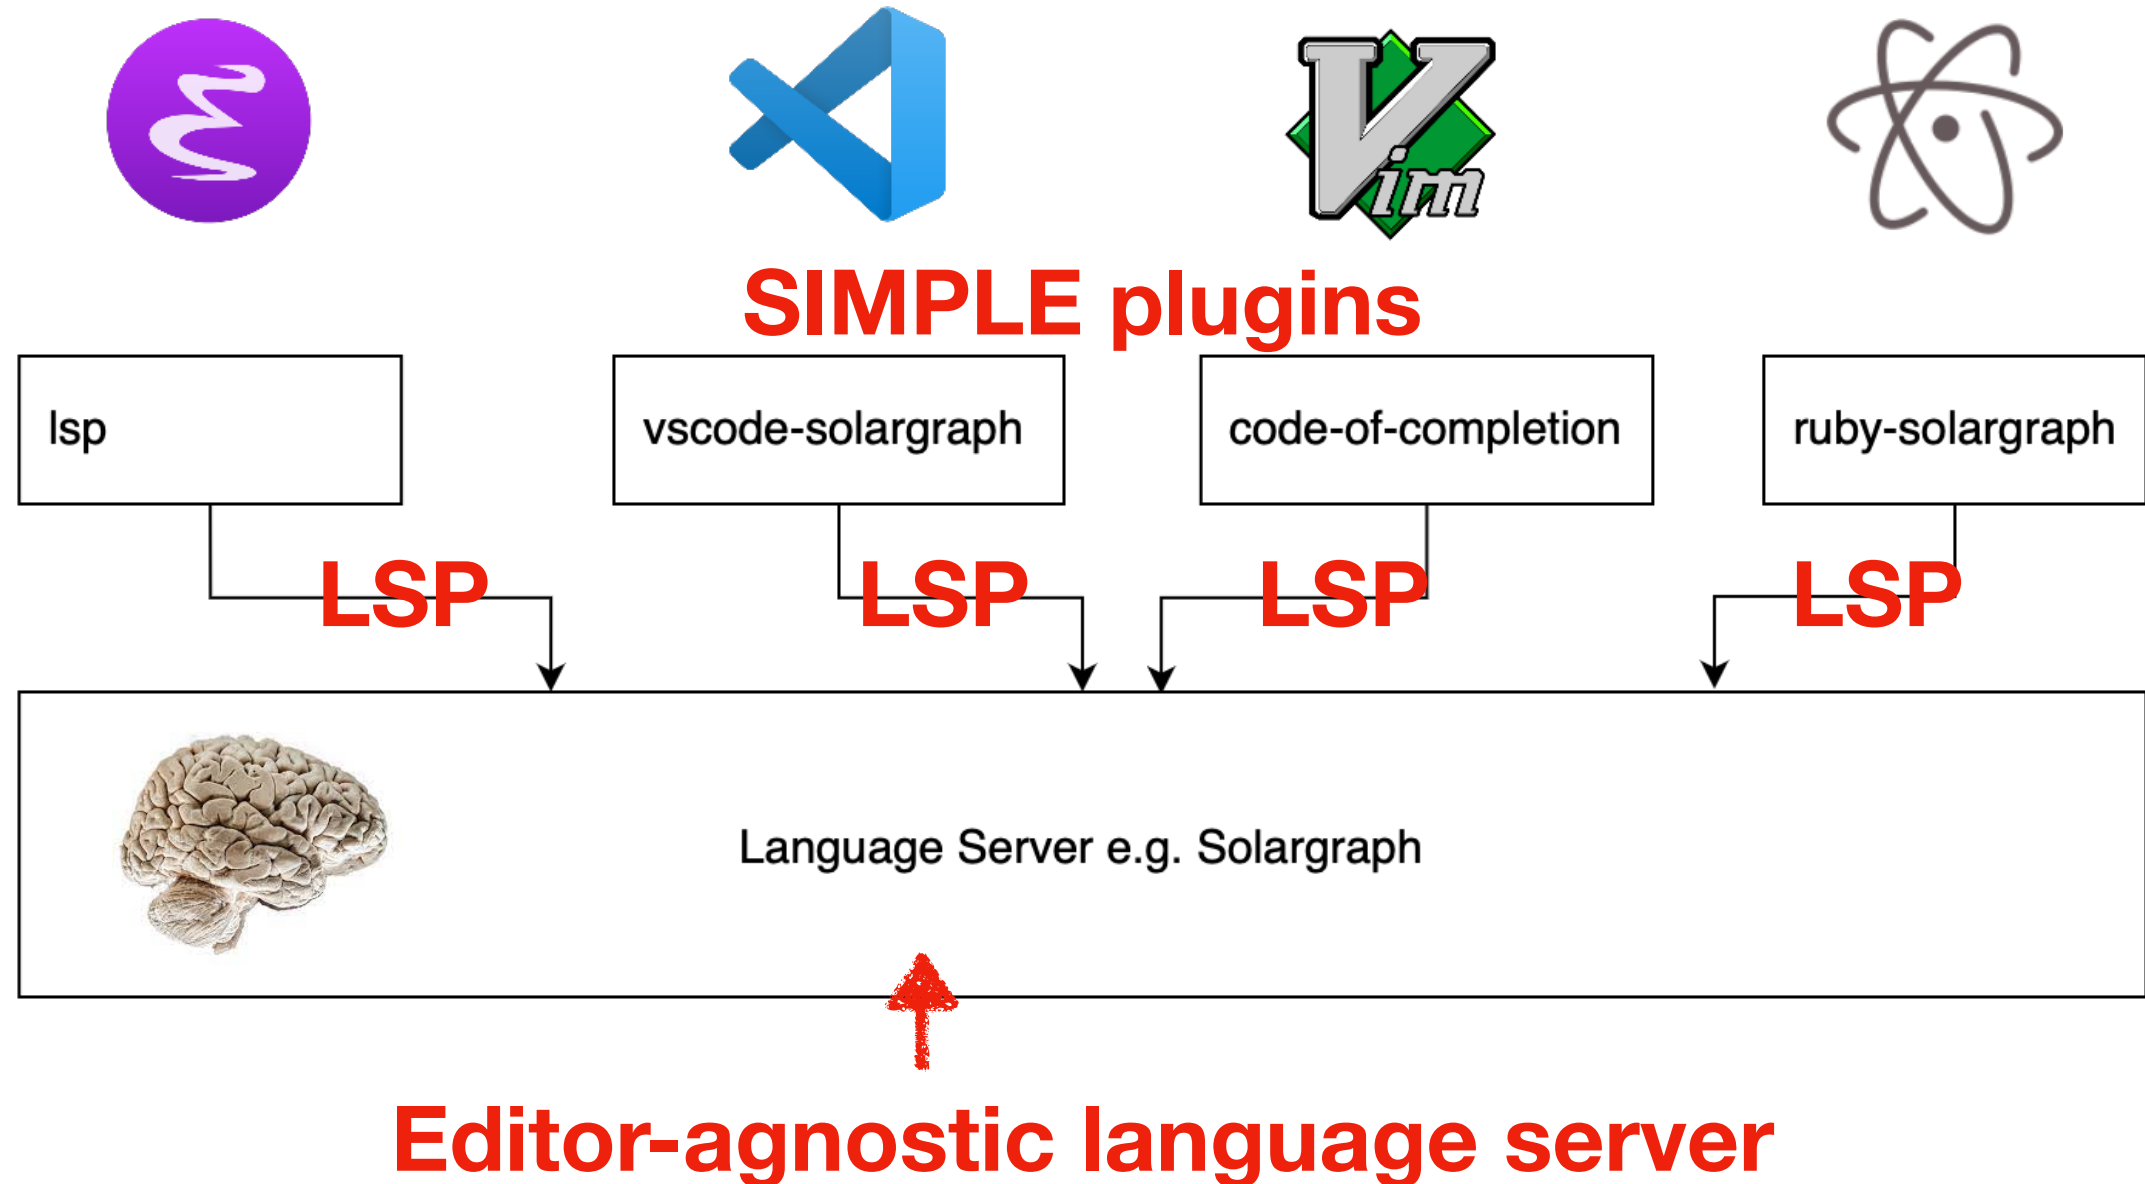 Vim
SIMPLE plugins
lsp
vscode-solargraph
code-of-completion
ruby-solargraph
LSP
LSP
LSP
LSP
Language Server e.g. Solargraph
Editor-agnostic language server